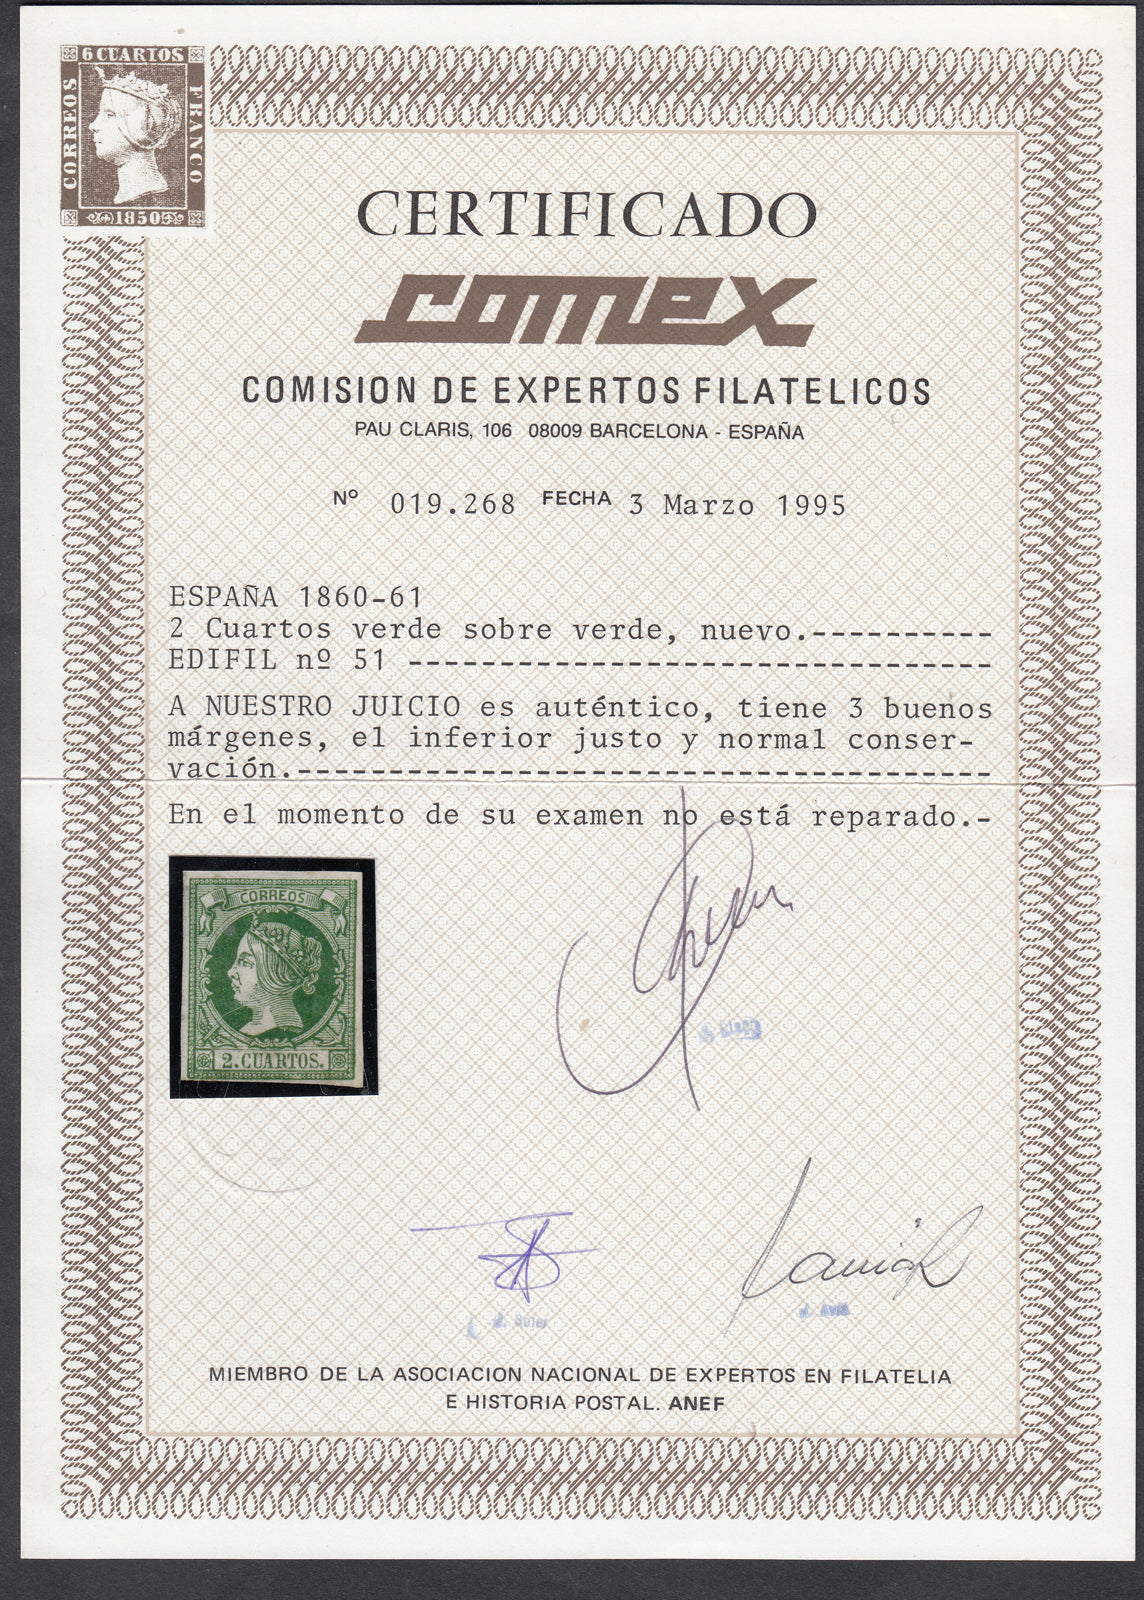 6 CUARTOS
CORREOS
FRANCO
1850
CERTIFICADO
comex
COMISION DE EXPERTOS FILATELICOS
PAU CLARIS, 106 08009 BARCELONA - ESPAÑA
Nº 019.268 FECHA 3 Marzo 1995
ESPAÑA 1860-61
2 Cuartos verde sobre verde, nuevo.----------
EDIFIL nº 51 --------------------------------
A NUESTRO JUICIO es auténtico, tiene 3 buenos
márgenes, el inferior justo y normal conser-
vación.--------------------------------------
En el momento de su examen no está reparado.-
CORREOS
2.CUARTOS.
J. Avilé
MIEMBRO DE LA ASOCIACION NACIONAL DE EXPERTOS EN FILATELIA
E HISTORIA POSTAL. ANEF